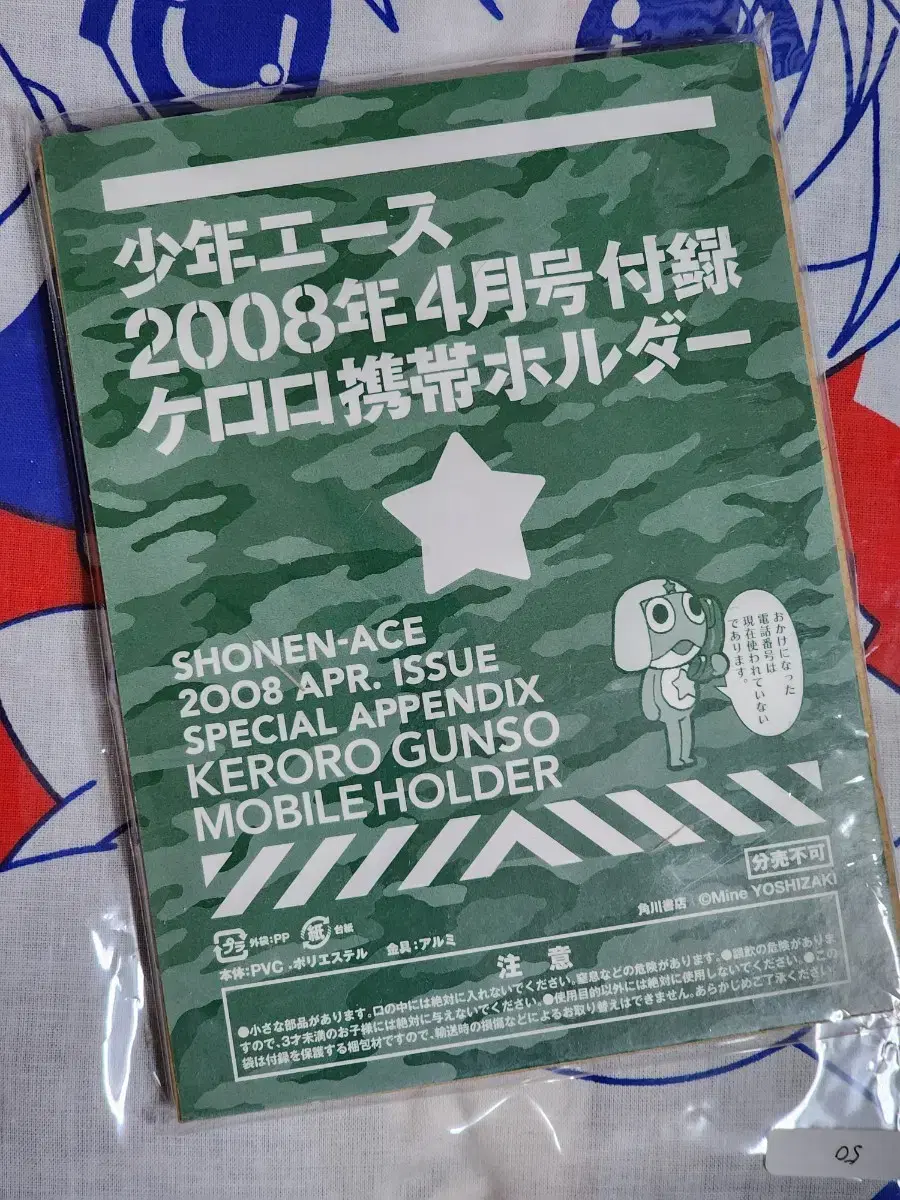 少年エース
2008年4月号付録
ケロロ携帯ホルダー
SHONEN-ACE
2008 APR. ISSUE
SPECIAL APPENDIX
KERORO GUNSO
MOBILE HOLDER
おかけになった
電話番号は
現在使われていない
であります。
分売不可
角川書店 ©Mine YOSHIZAKI
プラ 外袋:PP 紙 台紙
本体:PVC.ポリエステル 金具:アルミ
注意
●小さな部品があります。口の中には絶対に入れないでください。窒息などの危険があります。●誤飲の危険がありま
すので、3才未満のお子様には絶対に与えないでください。●使用目的以外には絶対に使用しないでください。●この
袋は付録を保護する梱包材ですので、輸送時の損傷などによるお取り替えはできません。あらかじめご了承ください。